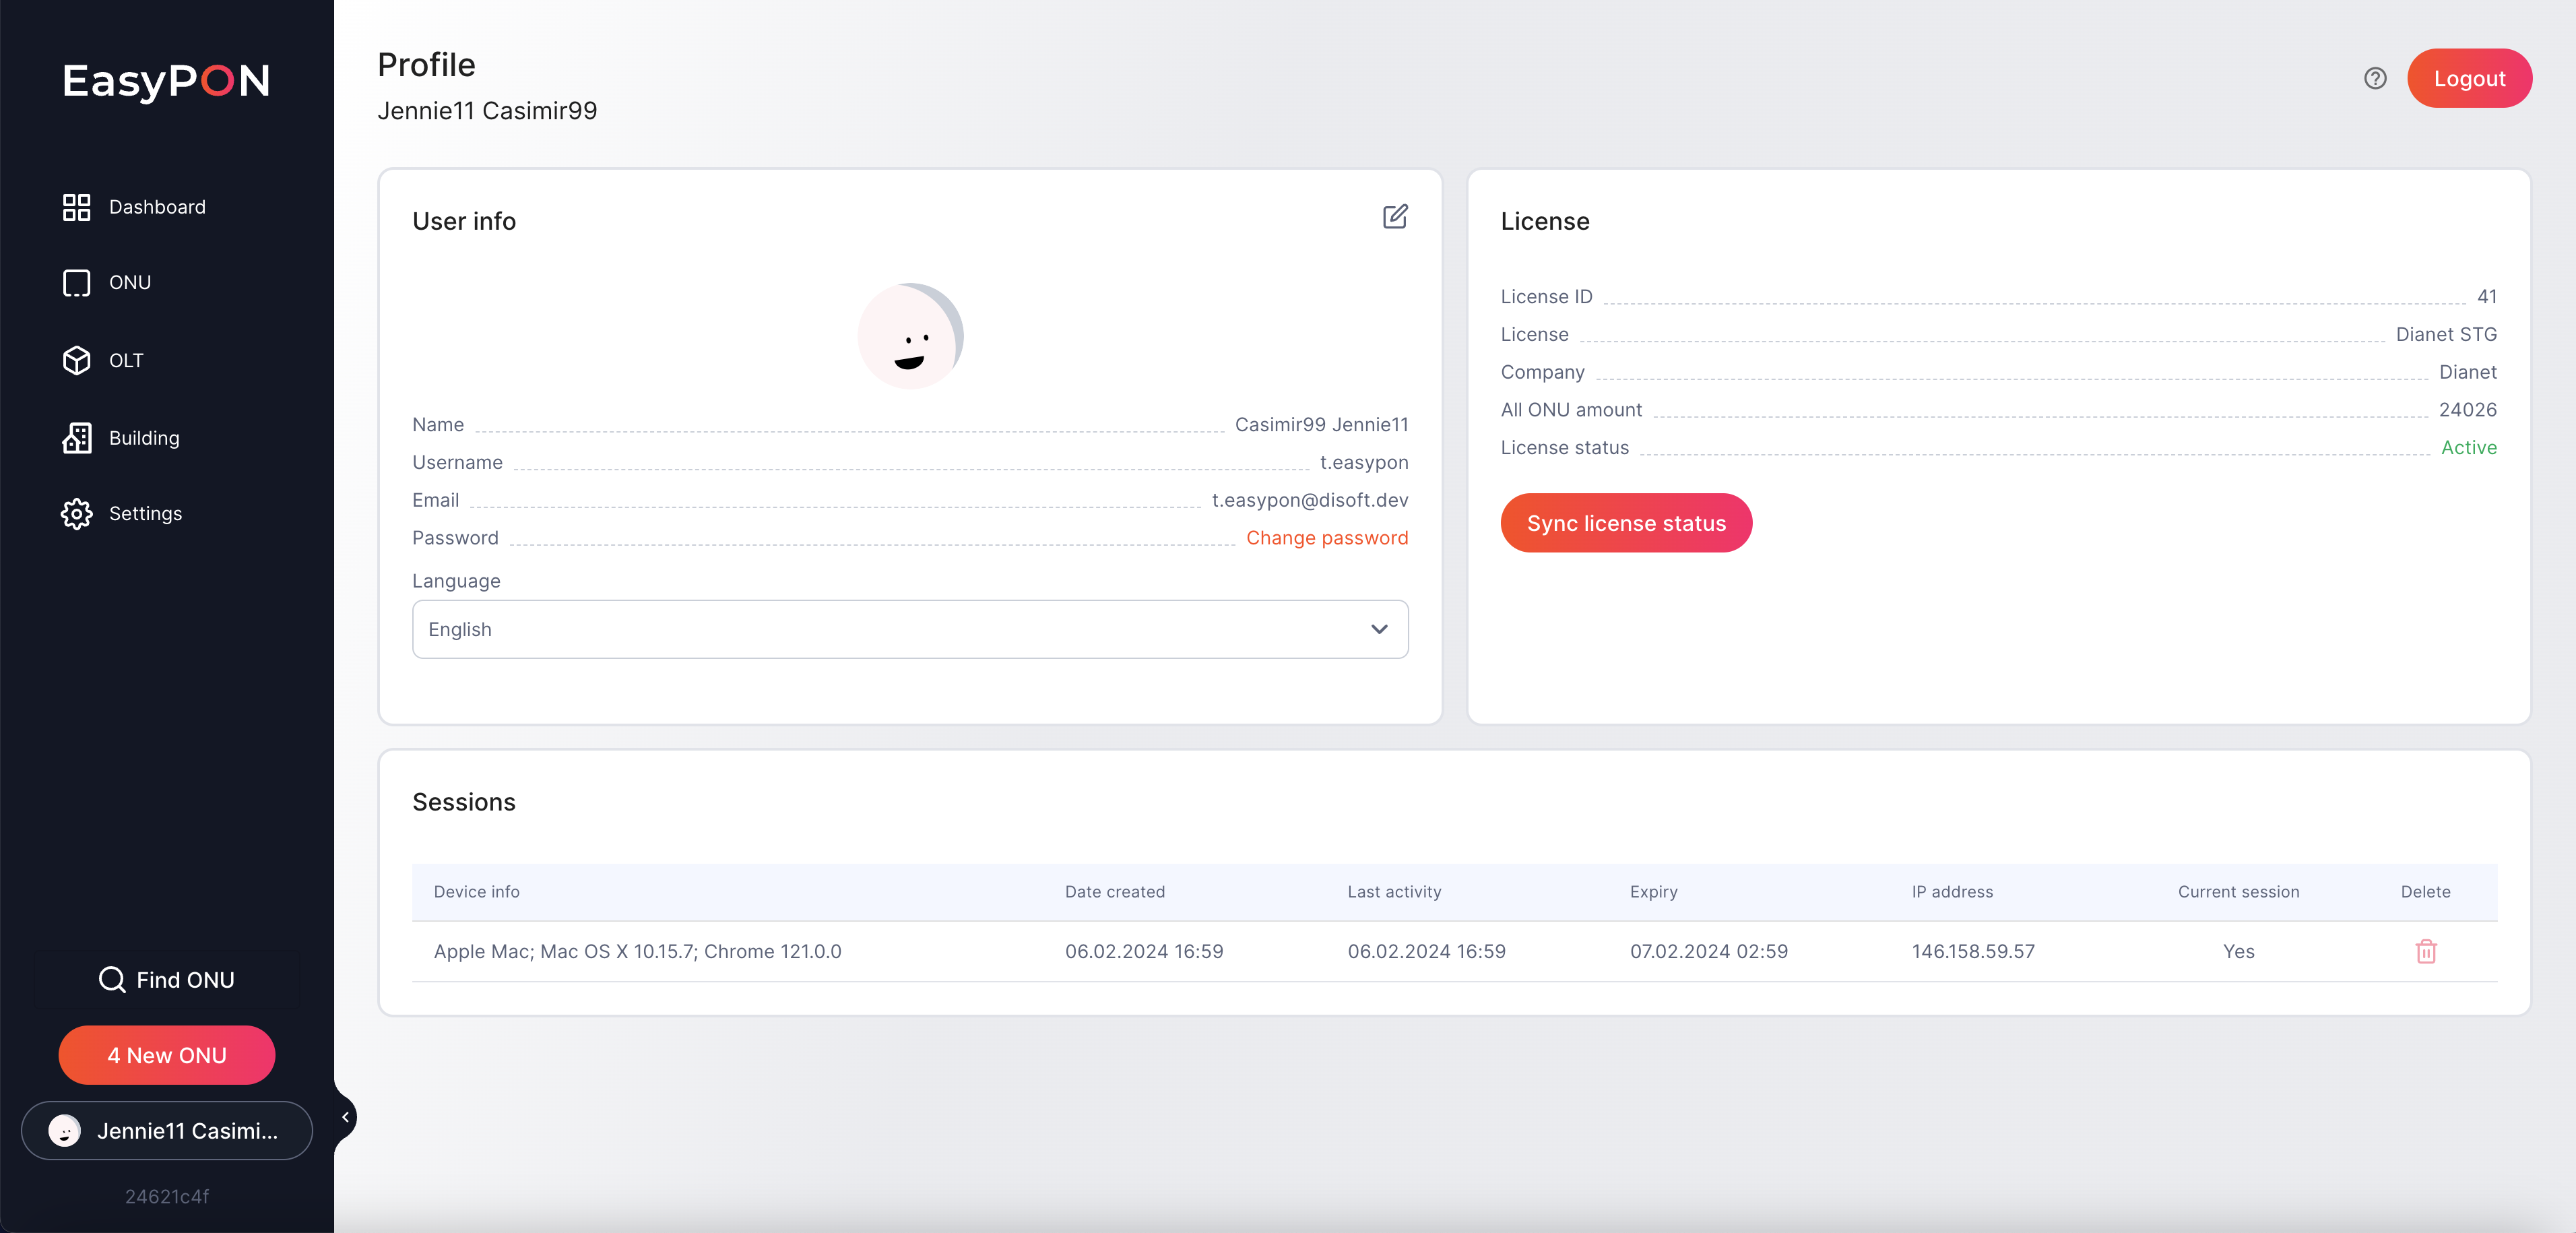 EasyPON
Dashboard
ONU
OLT
Building
Settings
Find ONU
4 New ONU
Jennie11 Casimi...
24621c4f
Profile
Jennie11 Casimir99
Logout
User info
Name Casimir99 Jennie11
Username t.easypon
Email t.easypon@disoft.dev
Password Change password
Language
English
License
License ID 41
License Dianet STG
Company Dianet
All ONU amount 24026
License status Active
Sync license status
Sessions
Device info Date created Last activity Expiry IP address Current session Delete
Apple Mac; Mac OS X 10.15.7; Chrome 121.0.0 06.02.2024 16:59 06.02.2024 16:59 07.02.2024 02:59 146.158.59.57 Yes